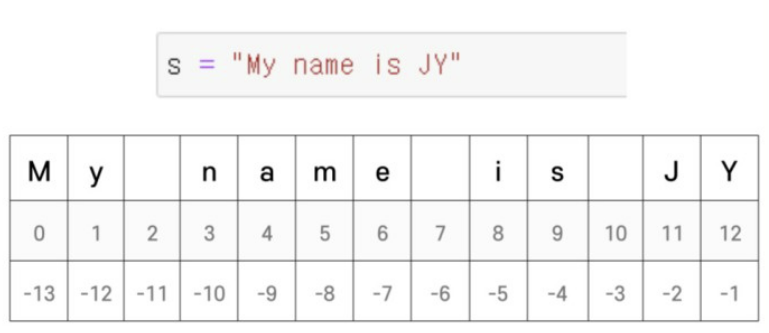 s = "My name is JY"
M y n a m e i s J Y
0 1 2 3 4 5 6 7 8 9 10 11 12
-13 -12 -11 -10 -9 -8 -7 -6 -5 -4 -3 -2 -1